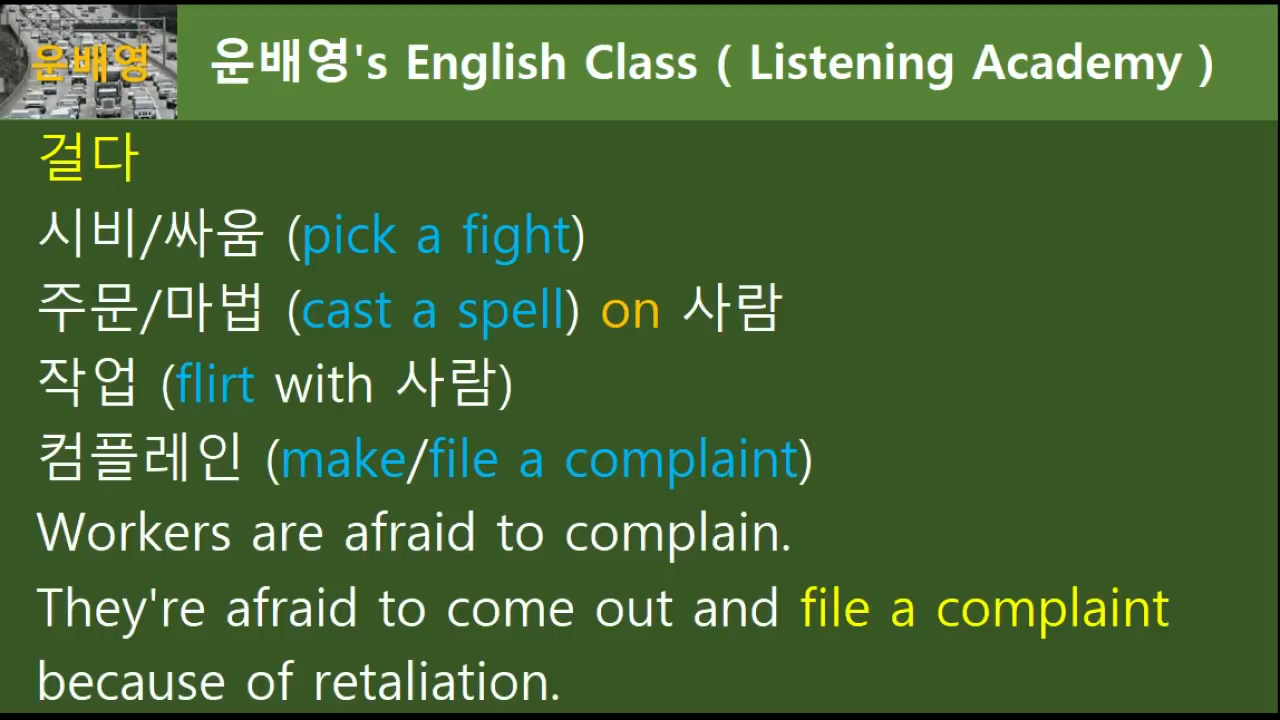 운배영
운배영's English Class ( Listening Academy )
걸다
시비/싸움 (pick a fight)
주문/마법 (cast a spell) on 사람
작업 (flirt with 사람)
컴플레인 (make/file a complaint)
Workers are afraid to complain.
They're afraid to come out and file a complaint
because of retaliation.